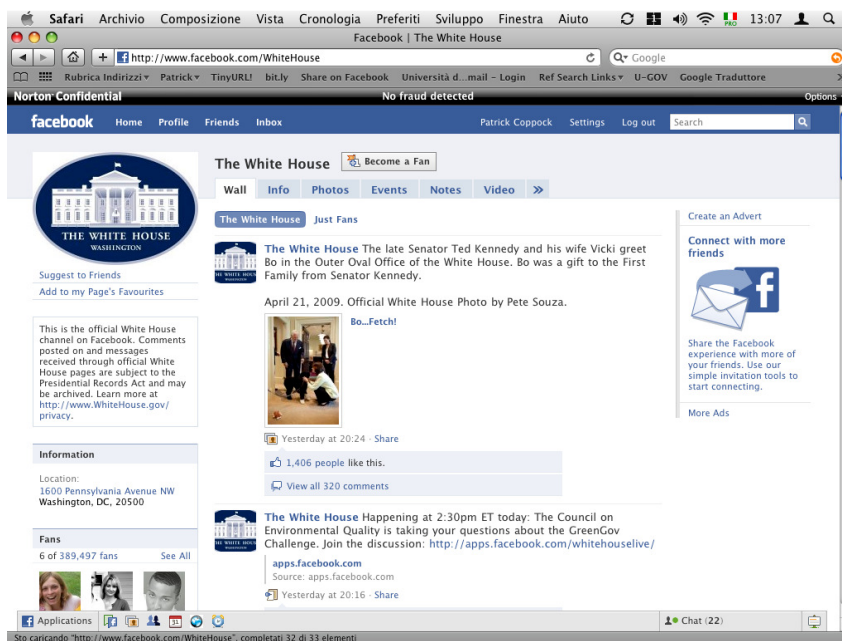 Safari Archivio Composizione Vista Cronologia Preferiti Sviluppo Finestra Aiuto 13:07
Facebook | The White House
http://www.facebook.com/WhiteHouse
Google
Rubrica Indirizzi Patrick TinyURL! bit.ly Share on Facebook Università d...mail - Login Ref Search Links U-GOV Google Traduttore
Norton Confidential No fraud detected Options
facebook Home Profile Friends Inbox Patrick Coppock Settings Log out Search
THE WHITE HOUSE
WASHINGTON
Suggest to Friends
Add to my Page's Favourites
This is the official White House
channel on Facebook. Comments
posted on and messages
received through official White
House pages are subject to the
Presidential Records Act and may
be archived. Learn more at
http://www.WhiteHouse.gov/
privacy.
Information
Location:
1600 Pennsylvania Avenue NW
Washington, DC, 20500
Fans
6 of 389,497 fans See All
The White House Become a Fan
Wall Info Photos Events Notes Video »
The White House Just Fans
The White House The late Senator Ted Kennedy and his wife Vicki greet
Bo in the Outer Oval Office of the White House. Bo was a gift to the First
Family from Senator Kennedy.
April 21, 2009. Official White House Photo by Pete Souza.
Bo...Fetch!
Yesterday at 20:24 · Share
1,406 people like this.
View all 320 comments
The White House Happening at 2:30pm ET today: The Council on
Environmental Quality is taking your questions about the GreenGov
Challenge. Join the discussion: http://apps.facebook.com/whitehouselive/
apps.facebook.com
Source: apps.facebook.com
Yesterday at 20:16 · Share
Create an Advert
Connect with more
friends
Share the Facebook
experience with more of
your friends. Use our
simple invitation tools to
start connecting.
More Ads
Applications
Chat (22)
Sto caricando "http://www.facebook.com/WhiteHouse", completati 32 di 33 elementi